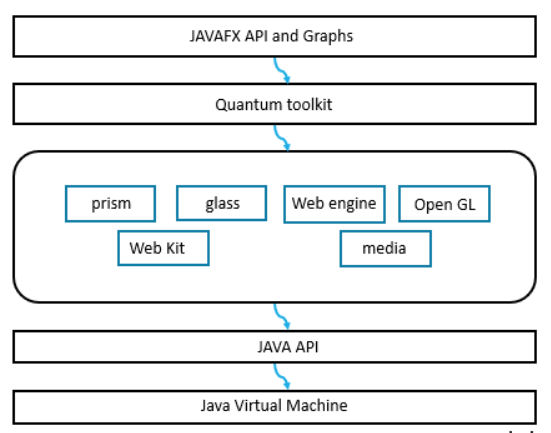 JAVAFX API and Graphs
Quantum toolkit
prism
glass
Web engine
Open GL
Web Kit
media
JAVA API
Java Virtual Machine